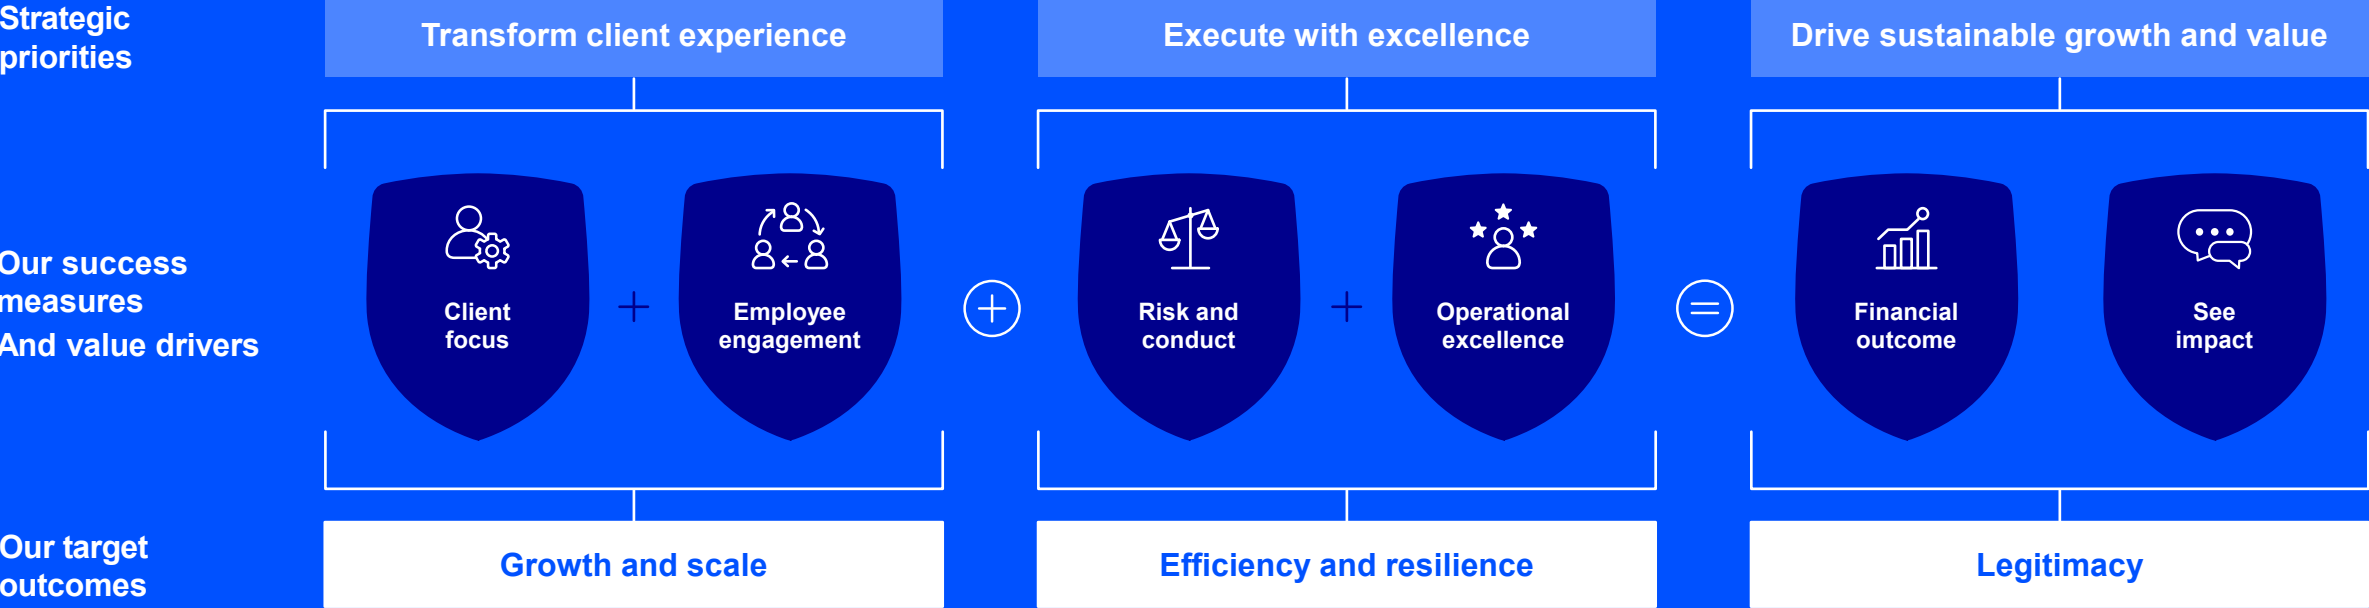 Strategic
priorities
Transform client experience
Execute with excellence
Drive sustainable growth and value
Our success
measures
And value drivers
Client
focus
Employee
engagement
Risk and
conduct
Operational
excellence
Financial
outcome
See
impact
Our target
outcomes
Growth and scale
Efficiency and resilience
Legitimacy